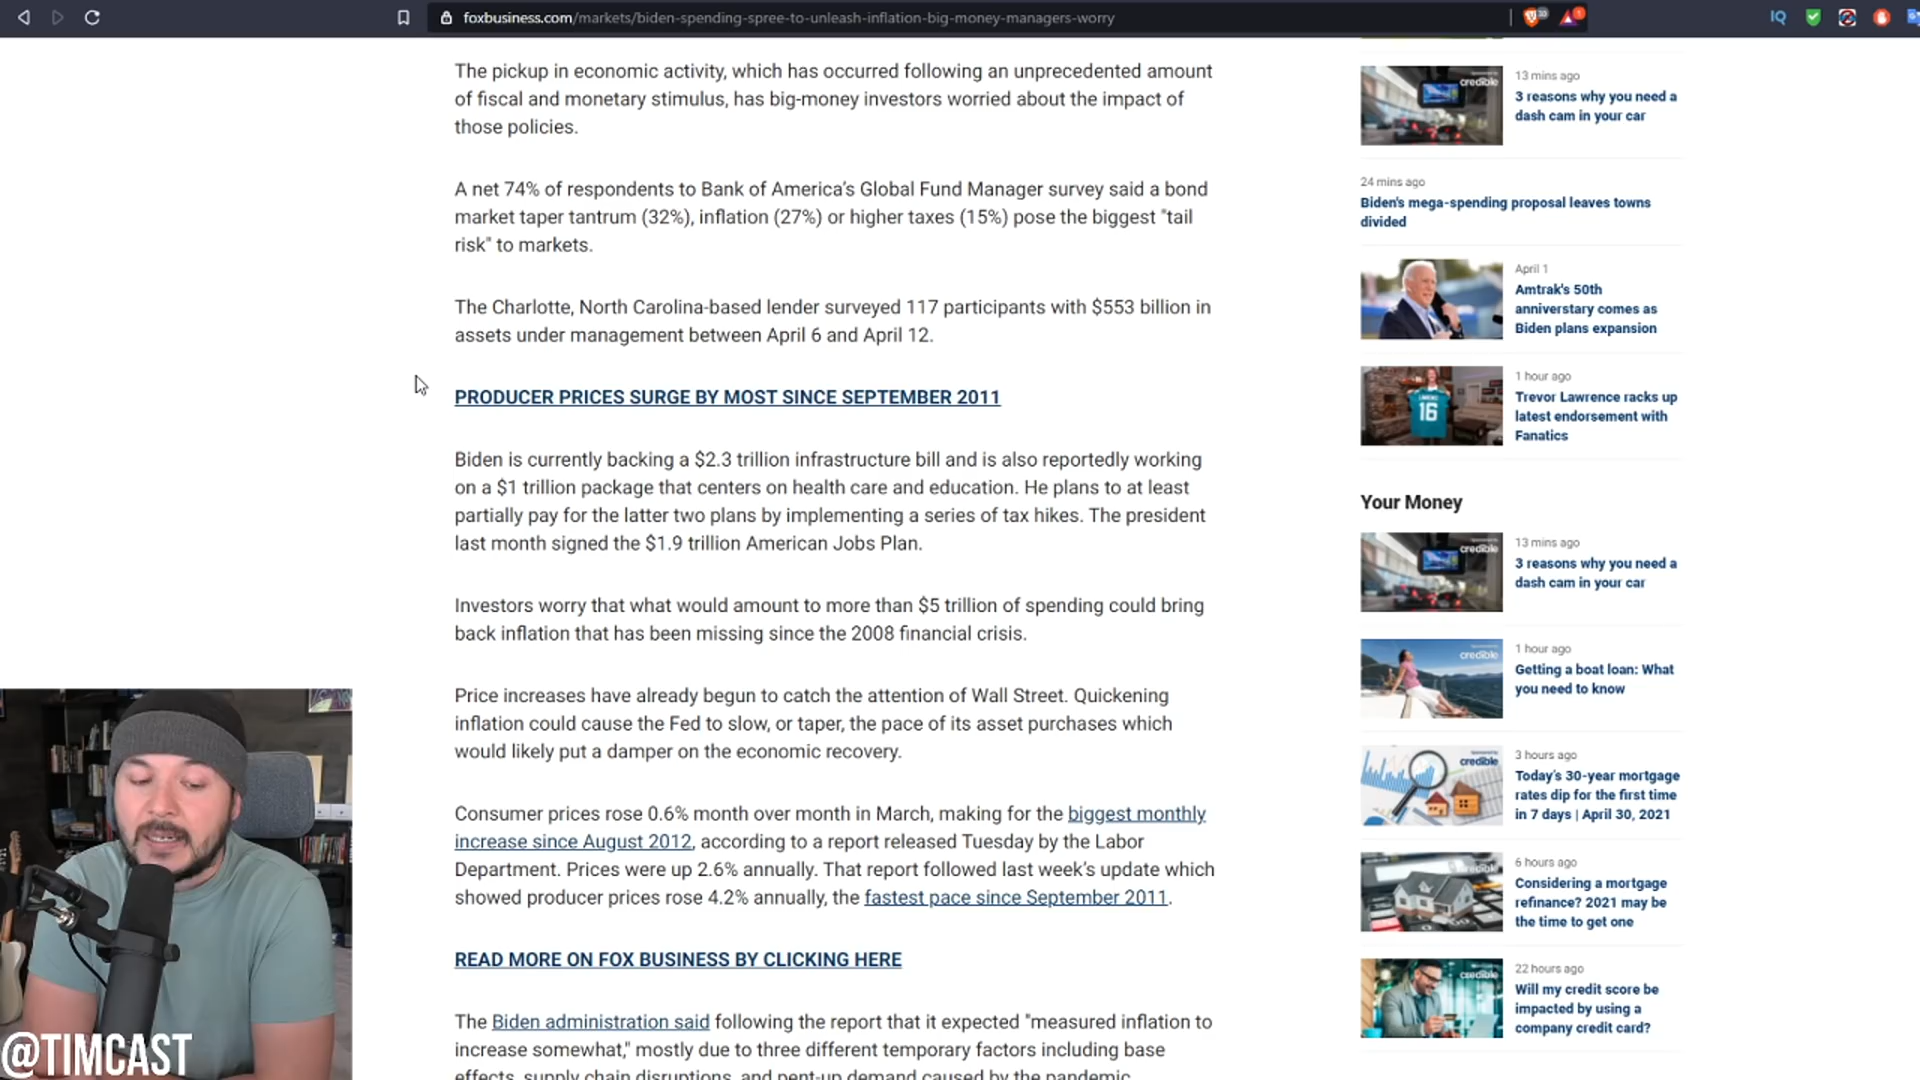 foxbusiness.com/markets/biden-spending-spree-to-unleash-inflation-big-money-managers-worry
IQ
The pickup in economic activity, which has occurred following an unprecedented amount
of fiscal and monetary stimulus, has big-money investors worried about the impact of
those policies.
A net 74% of respondents to Bank of America's Global Fund Manager survey said a bond
market taper tantrum (32%), inflation (27%) or higher taxes (15%) pose the biggest "tail
risk" to markets.
The Charlotte, North Carolina-based lender surveyed 117 participants with $553 billion in
assets under management between April 6 and April 12.
PRODUCER PRICES SURGE BY MOST SINCE SEPTEMBER 2011
Biden is currently backing a $2.3 trillion infrastructure bill and is also reportedly working
on a $1 trillion package that centers on health care and education. He plans to at least
partially pay for the latter two plans by implementing a series of tax hikes. The president
last month signed the $1.9 trillion American Jobs Plan.
Investors worry that what would amount to more than $5 trillion of spending could bring
back inflation that has been missing since the 2008 financial crisis.
Price increases have already begun to catch the attention of Wall Street. Quickening
inflation could cause the Fed to slow, or taper, the pace of its asset purchases which
would likely put a damper on the economic recovery.
Consumer prices rose 0.6% month over month in March, making for the biggest monthly
increase since August 2012, according to a report released Tuesday by the Labor
Department. Prices were up 2.6% annually. That report followed last week's update which
showed producer prices rose 4.2% annually, the fastest pace since September 2011.
READ MORE ON FOX BUSINESS BY CLICKING HERE
The Biden administration said following the report that it expected "measured inflation to
increase somewhat," mostly due to three different temporary factors including base
effects, supply chain disruptions, and pent-up demand caused by the pandemic.
credible
13 mins ago
3 reasons why you need a
dash cam in your car
24 mins ago
Biden's mega-spending proposal leaves towns
divided
April 1
Amtrak's 50th
anniverstary comes as
Biden plans expansion
16
1 hour ago
Trevor Lawrence racks up
latest endorsement with
Fanatics
Your Money
credible
13 mins ago
3 reasons why you need a
dash cam in your car
credible
1 hour ago
Getting a boat loan: What
you need to know
credible
3 hours ago
Today's 30-year mortgage
rates dip for the first time
in 7 days | April 30, 2021
credible
6 hours ago
Considering a mortgage
refinance? 2021 may be
the time to get one
credible
22 hours ago
Will my credit score be
impacted by using a
company credit card?
@TIMCAST